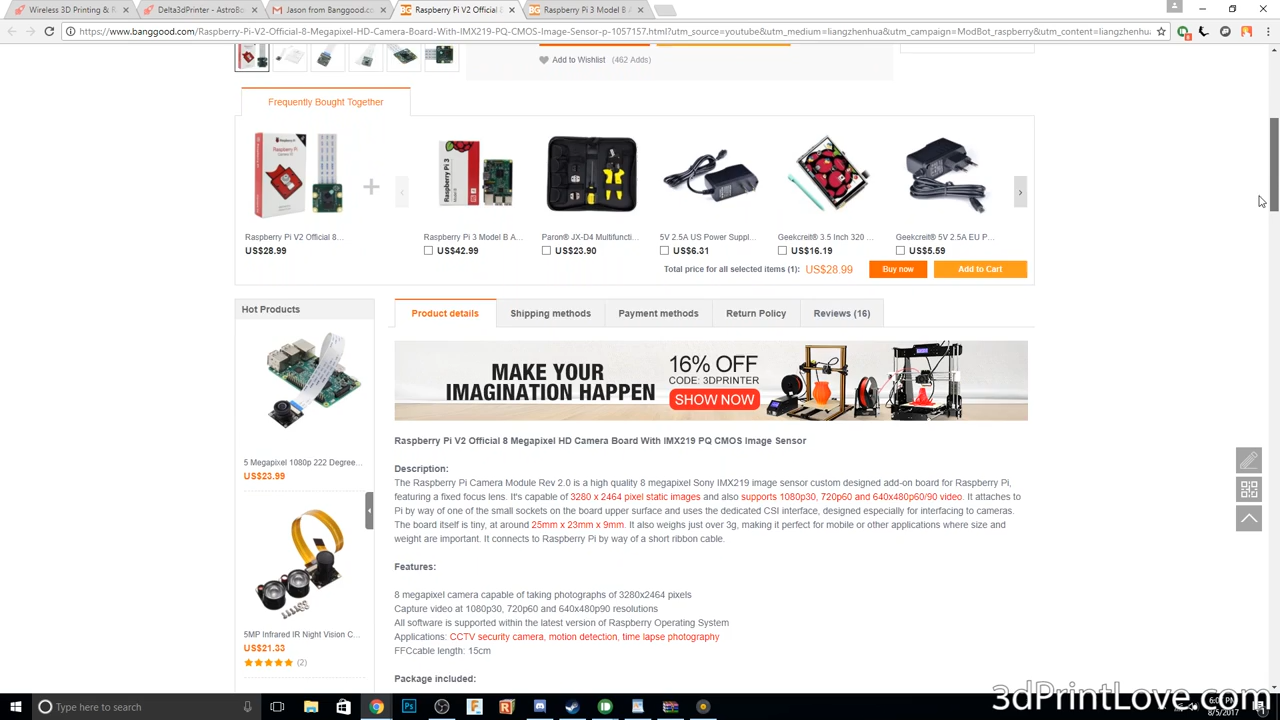 Wireless 3D Printing & R
Delta3dPrinter - AstroBo
Jason from Banggood.con
Raspberry Pi V2 Official 8
Raspberry Pi 3 Model B A
https://www.banggood.com/Raspberry-Pi-V2-Official-8-Megapixel-HD-Camera-Board-With-IMX219-PQ-CMOS-Image-Sensor-p-1057157.html?utm_source=youtube&utm_medium=liangzhenhua&utm_campaign=ModBot_raspberry&utm_content=liangzhenhua
Add to Wishlist (462 Adds)
Frequently Bought Together
Raspberry Pi V2 Official 8...
US$28.99
Raspberry Pi 3 Model B A...
US$42.99
Paron® JX-D4 Multifuncti...
US$23.90
5V 2.5A US Power Suppl...
US$6.31
Geekcreit® 3.5 Inch 320 ...
US$16.19
Geekcreit® 5V 2.5A EU P...
US$5.59
Total price for all selected items (1): US$28.99 Buy now Add to Cart
Hot Products
Product details Shipping methods Payment methods Return Policy Reviews (16)
MAKE YOUR
IMAGINATION HAPPEN
16% OFF
CODE: 3DPRINTER
SHOW NOW
5 Megapixel 1080p 222 Degree...
US$23.99
5MP Infrared IR Night Vision C...
US$21.33
(2)
Raspberry Pi V2 Official 8 Megapixel HD Camera Board With IMX219 PQ CMOS Image Sensor
Description:
The Raspberry Pi Camera Module Rev 2.0 is a high quality 8 megapixel Sony IMX219 image sensor custom designed add-on board for Raspberry Pi,
featuring a fixed focus lens. It's capable of 3280 x 2464 pixel static images and also supports 1080p30, 720p60 and 640x480p60/90 video. It attaches to
Pi by way of one of the small sockets on the board upper surface and uses the dedicated CSI interface, designed especially for interfacing to cameras.
The board itself is tiny, at around 25mm x 23mm x 9mm. It also weighs just over 3g, making it perfect for mobile or other applications where size and
weight are important. It connects to Raspberry Pi by way of a short ribbon cable.
Features:
8 megapixel camera capable of taking photographs of 3280x2464 pixels
Capture video at 1080p30, 720p60 and 640x480p90 resolutions
All software is supported within the latest version of Raspberry Operating System
Applications: CCTV security camera, motion detection, time lapse photography
FFCcable length: 15cm
Package included:
3dPrintLove.com
Type here to search
8/5/2017